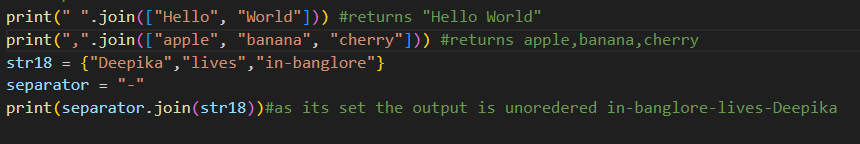 print(" ".join(["Hello", "World"])) #returns "Hello World"
print(",".join(["apple", "banana", "cherry"])) #returns apple,banana,cherry
str18 = {"Deepika","lives","in-banglore"}
separator = "-"
print(separator.join(str18))#as its set the output is unoredered in-banglore-lives-Deepika